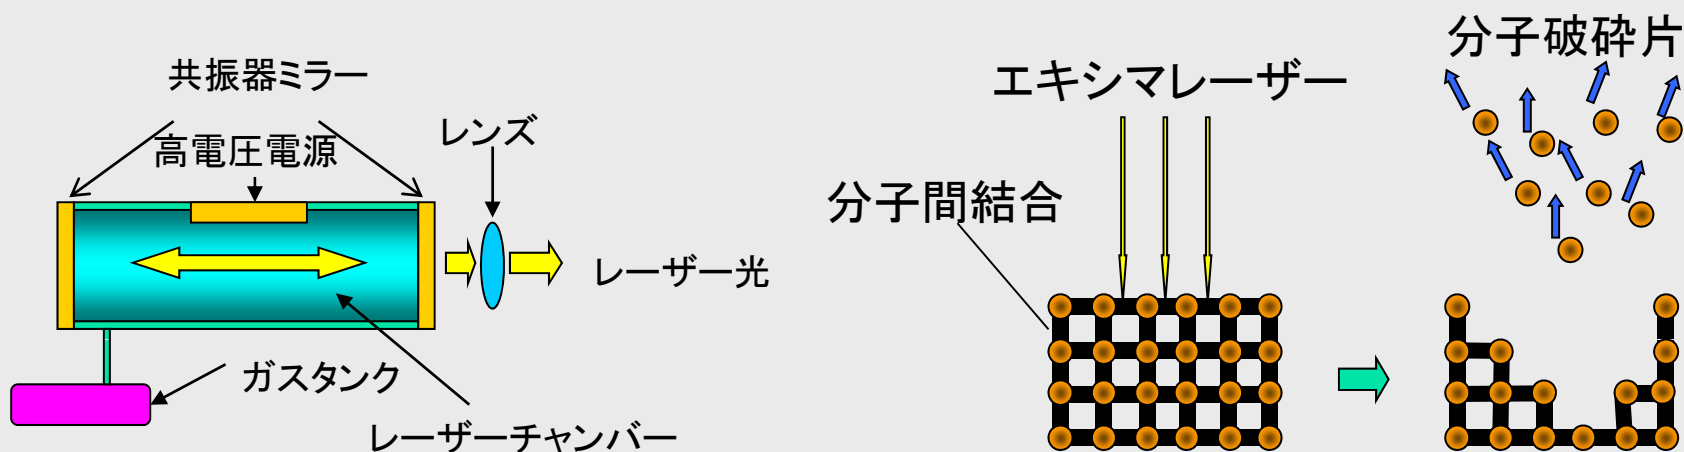 共振器ミラー
高電圧電源
レンズ
レーザー光
ガスタンク
レーザーチャンバー
エキシマレーザー
分子間結合
分子破砕片